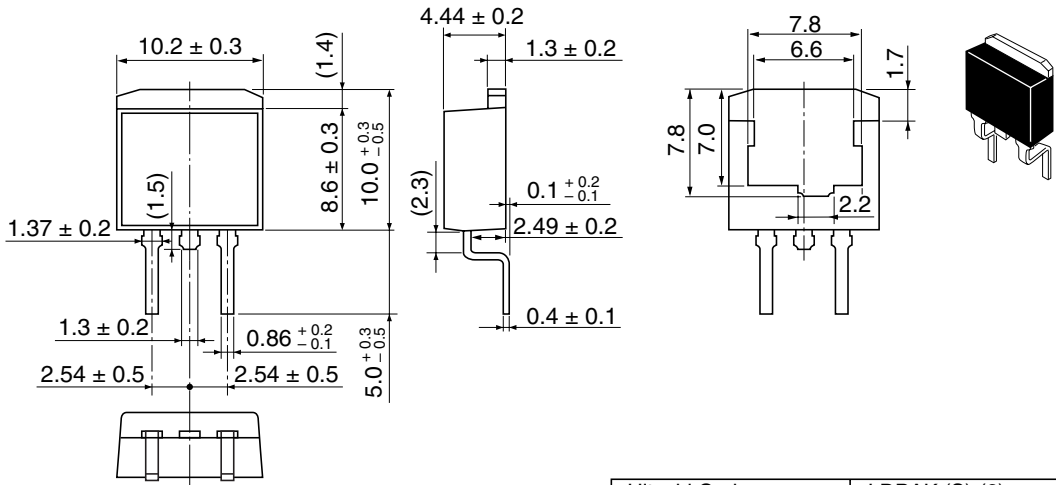 10.2 ± 0.3
(1.4)
8.6 ± 0.3
10.0 + 0.3 − 0.5
(1.5)
1.37 ± 0.2
1.3 ± 0.2
0.86 + 0.2 − 0.1
2.54 ± 0.5
2.54 ± 0.5
5.0 + 0.3 − 0.5
4.44 ± 0.2
1.3 ± 0.2
(2.3)
0.1 + 0.2 − 0.1
2.49 ± 0.2
0.4 ± 0.1
7.8
6.6
1.7
7.8
7.0
2.2